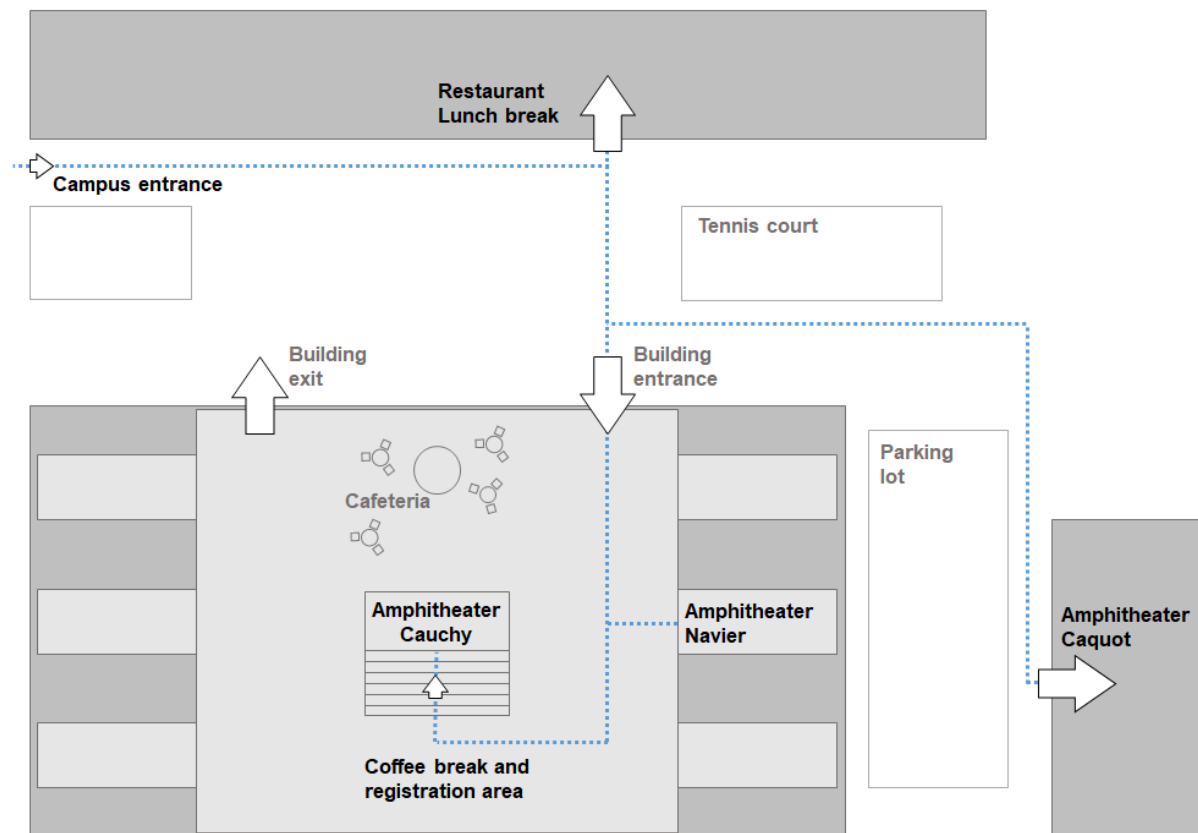 Restaurant
Lunch break
Campus entrance
Tennis court
Building
exit
Building
entrance
Cafeteria
Parking
lot
Amphitheater
Cauchy
Amphitheater
Navier
Amphitheater
Caquot
Coffee break and
registration area